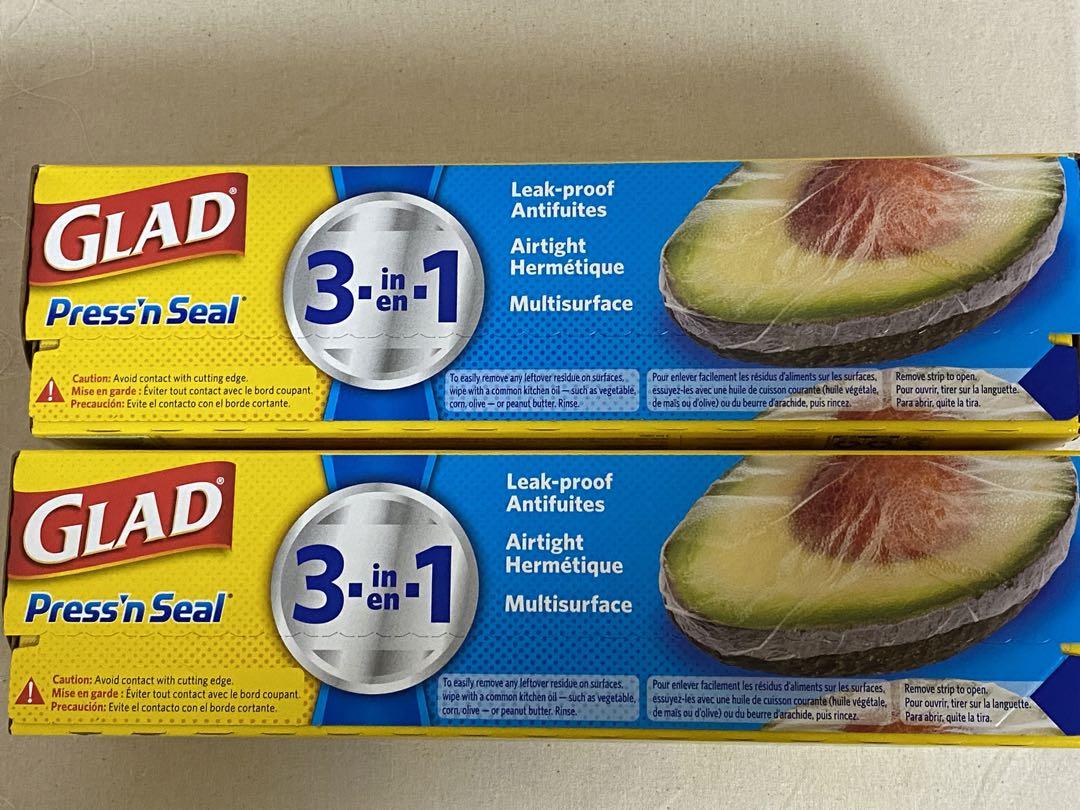 GLAD®
Press'n Seal®
3-in-1
en
Leak-proof
Antifuites
Airtight
Hermétique
Multisurface
Caution: Avoid contact with cutting edge.
Mise en garde : Éviter tout contact avec le bord coupant.
Precaución: Evite el contacto con el borde cortante.
To easily remove any leftover residue on surfaces,
wipe with a common kitchen oil — such as vegetable,
corn, olive — or peanut butter. Rinse.
Pour enlever facilement les résidus d'aliments sur les surfaces,
essuyez-les avec une huile de cuisson courante (huile végétale,
de maïs ou d'olive) ou du beurre d'arachide, puis rincez.
Remove strip to open.
Pour ouvrir, tirer sur la languette.
Para abrir, quite la tira.
GLAD®
Press'n Seal®
3-in-1
en
Leak-proof
Antifuites
Airtight
Hermétique
Multisurface
Caution: Avoid contact with cutting edge.
Mise en garde : Éviter tout contact avec le bord coupant.
Precaución: Evite el contacto con el borde cortante.
To easily remove any leftover residue on surfaces,
wipe with a common kitchen oil — such as vegetable,
corn, olive — or peanut butter. Rinse.
Pour enlever facilement les résidus d'aliments sur les surfaces,
essuyez-les avec une huile de cuisson courante (huile végétale,
de maïs ou d'olive) ou du beurre d'arachide, puis rincez.
Remove strip to open.
Pour ouvrir, tirer sur la languette.
Para abrir, quite la tira.